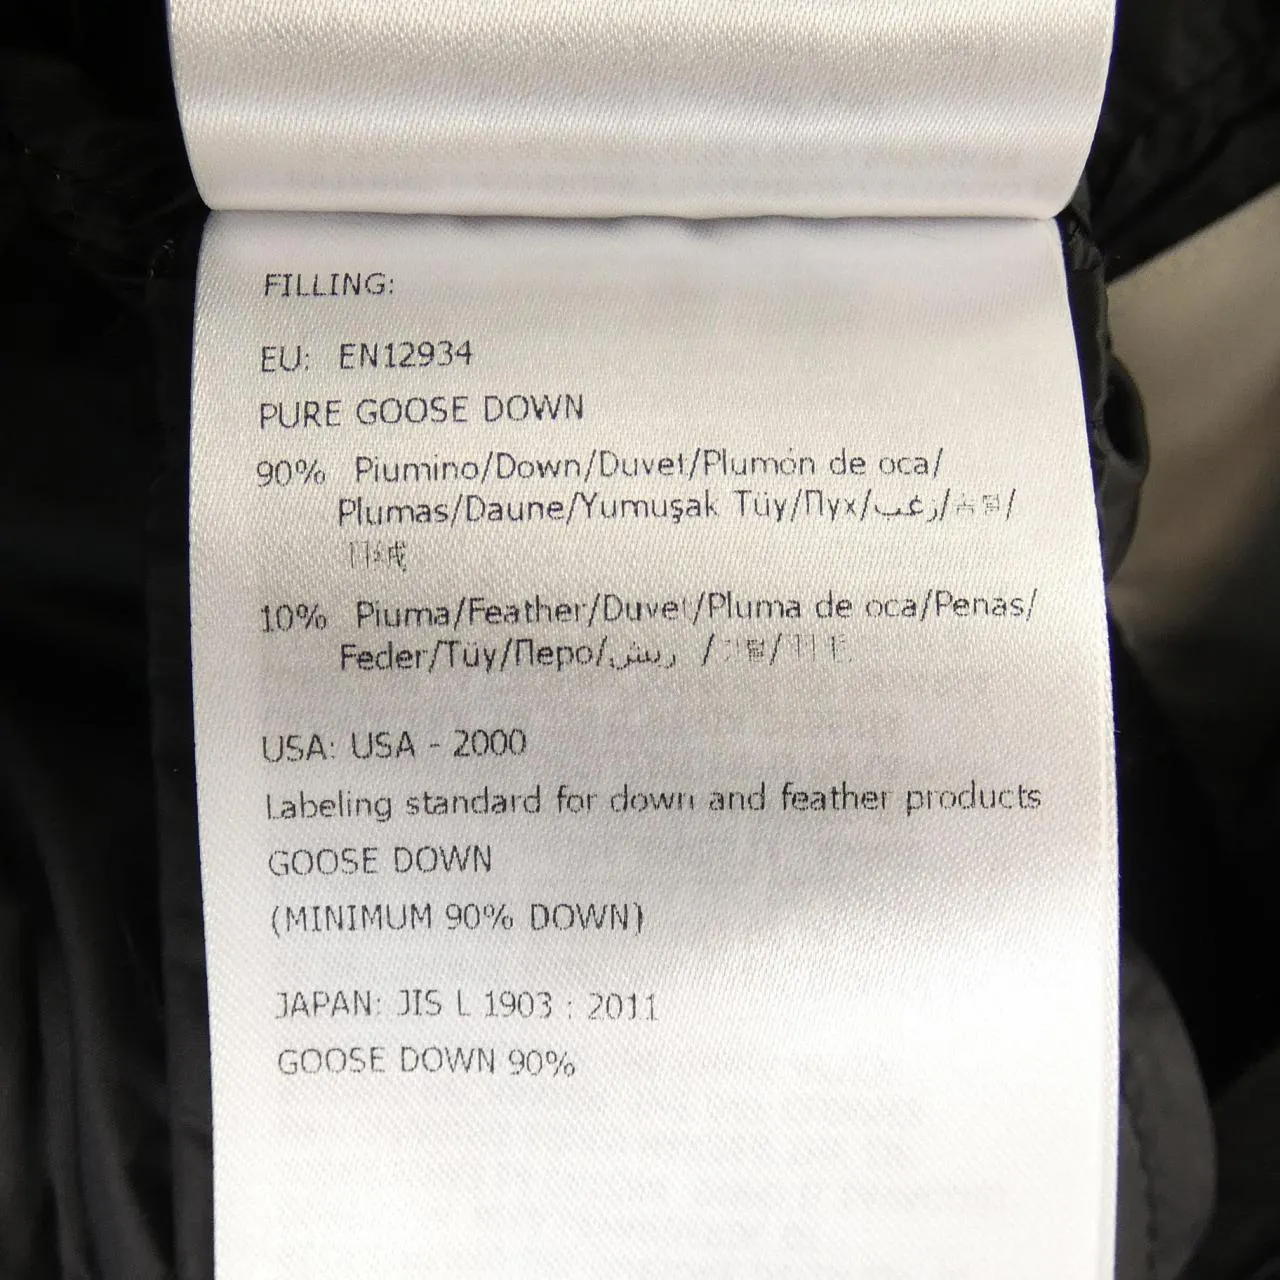 FILLING:
EU: EN12934
PURE GOOSE DOWN
90% Piumino/Down/Duvet/Plumón de oca/
Plumas/Daune/Yumuşak Tüy/Пух/زغب/
10% Piuma/Feather/Duvet/Pluma de oca/Penas/
Feder/Tüy/Перо/ريش /
USA: USA - 2000
Labeling standard for down and feather products
GOOSE DOWN
(MINIMUM 90% DOWN)
JAPAN: JIS L 1903 : 2011
GOOSE DOWN 90%